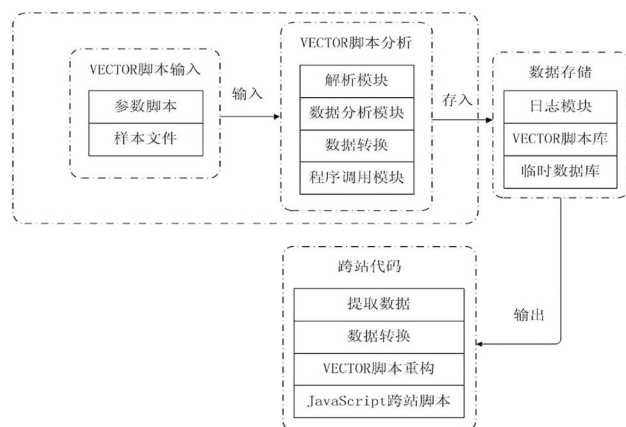 VECTOR脚本输入
参数脚本
样本文件
输入
VECTOR脚本分析
解析模块
数据分析模块
数据转换
程序调用模块
存入
数据存储
日志模块
VECTOR脚本库
临时数据库
输出
跨站代码
提取数据
数据转换
VECTOR脚本重构
JavaScript跨站脚本